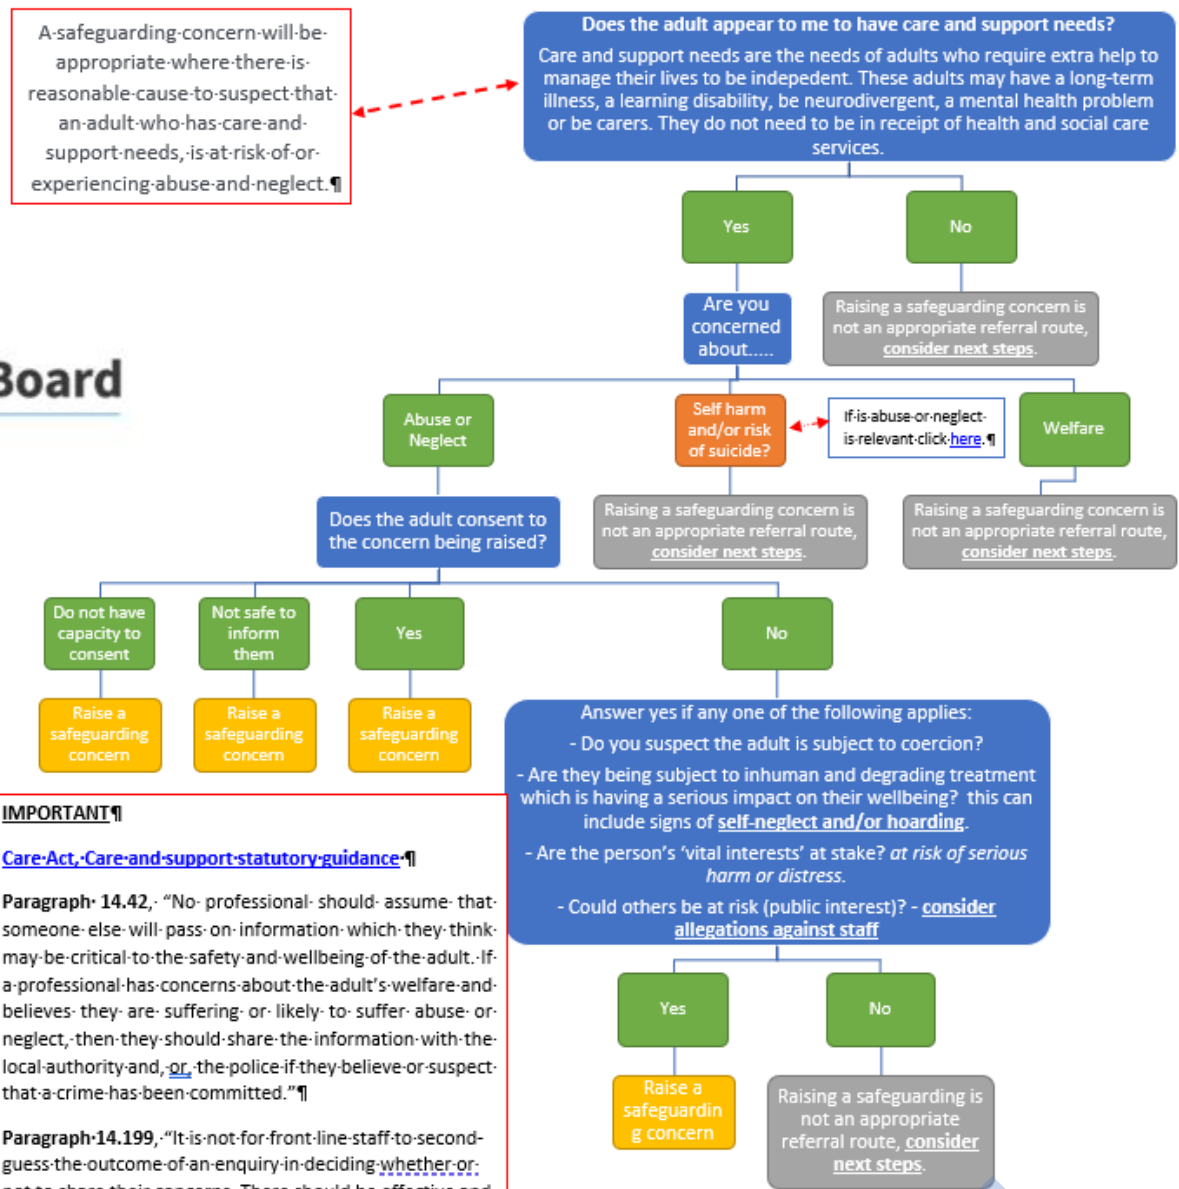 A safeguarding concern will be
appropriate where there is
reasonable cause to suspect that
an adult who has care and
support needs, is at risk of or
experiencing abuse and neglect.¶
Does the adult appear to me to have care and support needs?
Care and support needs are the needs of adults who require extra help to
manage their lives to be indepedent. These adults may have a long-term
illness, a learning disability, be neurodivergent, a mental health problem
or be carers. They do not need to be in receipt of health and social care
services.
Yes
No
Are you
concerned
about.....
Raising a safeguarding concern is
not an appropriate referral route,
consider next steps.
Board
Abuse or
Neglect
Self harm
and/or risk
of suicide?
If is abuse or neglect
is relevant click here. ¶
Welfare
Does the adult consent to
the concern being raised?
Raising a safeguarding concern is
not an appropriate referral route,
consider next steps.
Raising a safeguarding concern is
not an appropriate referral route,
consider next steps.
Do not have
capacity to
consent
Not safe to
inform
them
Yes
No
Raise a
safeguarding
concern
Raise a
safeguarding
concern
Raise a
safeguarding
concern
Answer yes if any one of the following applies:
- Do you suspect the adult is subject to coercion?
- Are they being subject to inhuman and degrading treatment
which is having a serious impact on their wellbeing? this can
include signs of self-neglect and/or hoarding.
- Are the person's 'vital interests' at stake? at risk of serious
harm or distress.
- Could others be at risk (public interest)? - consider
allegations against staff
Yes
No
Raise a
safeguardin
g concern
Raising a safeguarding is
not an appropriate
referral route, consider
next steps.
IMPORTANT¶
Care Act, Care and support statutory guidance ¶
Paragraph 14.42, “No professional should assume that
someone else will pass on information which they think
may be critical to the safety and wellbeing of the adult. If
a professional has concerns about the adult's welfare and
believes they are suffering or likely to suffer abuse or
neglect, then they should share the information with the
local authority and, or, the police if they believe or suspect
that a crime has been committed.”¶
Paragraph 14.199, “It is not for front line staff to second-
guess the outcome of an enquiry in deciding whether or
not to share their concerns. There should be effective and